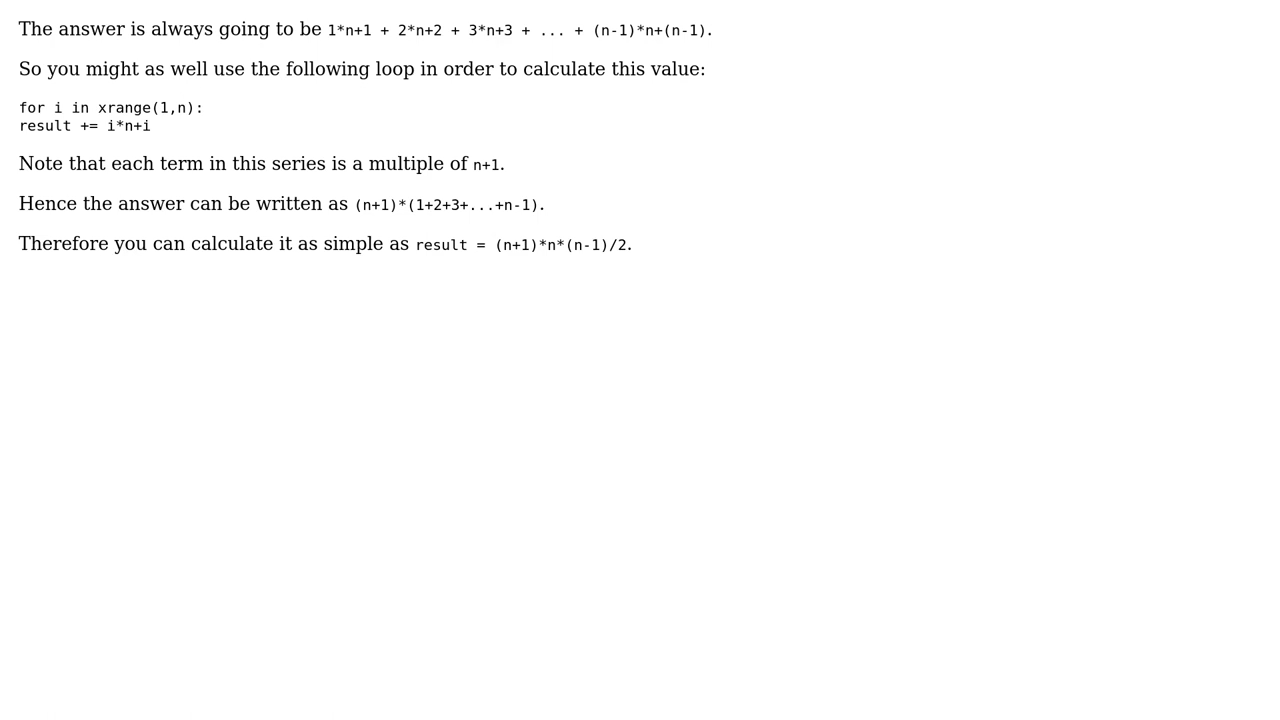 The answer is always going to be 1*n+1 + 2*n+2 + 3*n+3 + ... + (n-1)*n+(n-1).
So you might as well use the following loop in order to calculate this value:
for i in xrange(1,n):
result += i*n+i
Note that each term in this series is a multiple of n+1.
Hence the answer can be written as (n+1)*(1+2+3+...+n-1).
Therefore you can calculate it as simple as result = (n+1)*n*(n-1)/2.